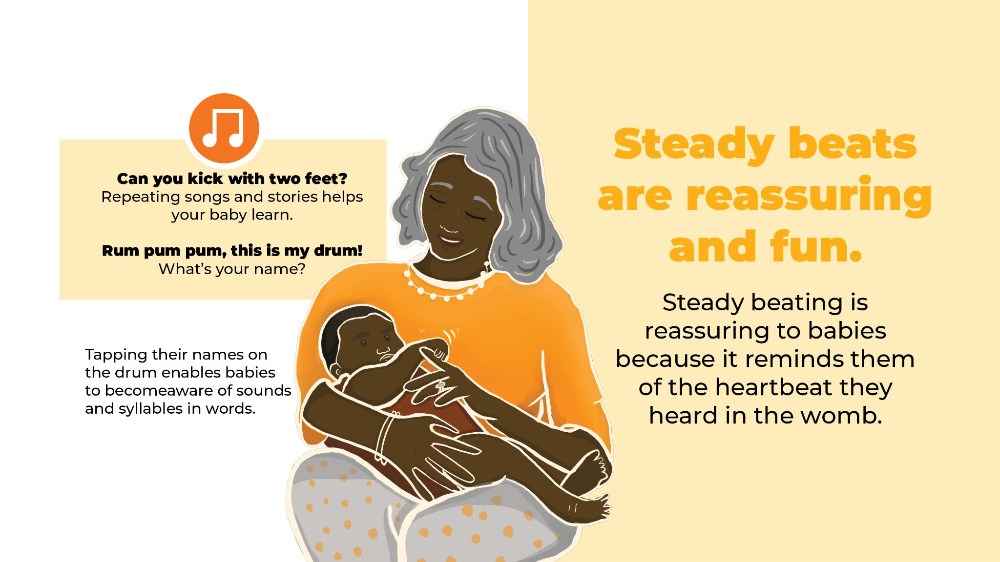 Can you kick with two feet?
Repeating songs and stories helps
your baby learn.
Rum pum pum, this is my drum!
What’s your name?
Tapping their names on
the drum enables babies
to becomeaware of sounds
and syllables in words.
Steady beats
are reassuring
and fun.
Steady beating is
reassuring to babies
because it reminds them
of the heartbeat they
heard in the womb.